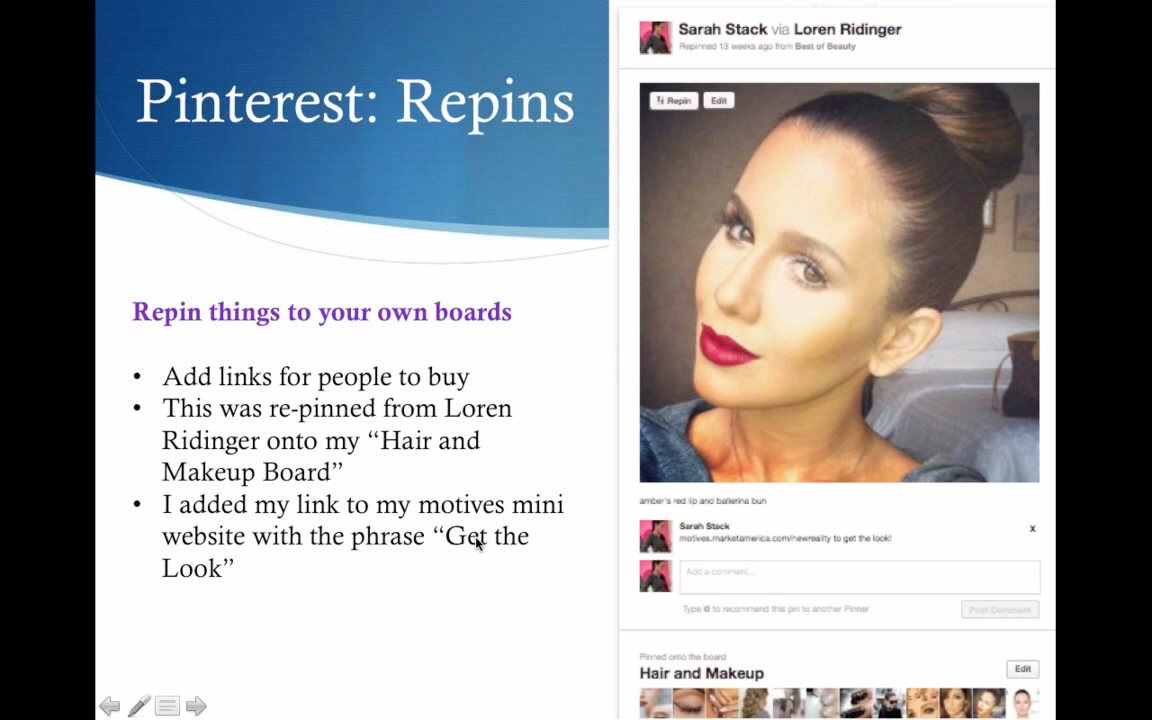 Pinterest: Repins
Repin things to your own boards
• Add links for people to buy
• This was re-pinned from Loren
Ridinger onto my “Hair and
Makeup Board”
• I added my link to my motives mini
website with the phrase “Get the
Look”
Sarah Stack via Loren Ridinger
Repinned 13 weeks ago from Best of Beauty
Repin
Edit
amber's red lip and ballerina bun
Sarah Stack
x
motives.marketamerica.com/newreality to get the look!
Add a comment...
Type @ to recommend this pin to another Pinner
Post Comment
Pinned onto the board
Hair and Makeup
Edit